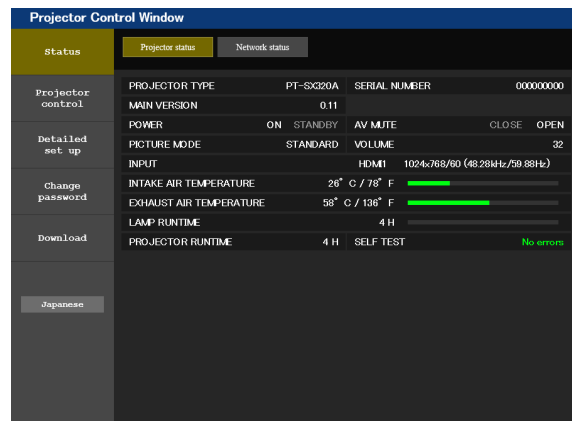 Projector Control Window
Status
Projector status
Network status
Projector
control
Detailed
set up
Change
password
Download
Japanese
PROJECTOR TYPE PT-SX320A SERIAL NUMBER 000000000
MAIN VERSION 0.11
POWER ON STANDBY AV MUTE CLOSE OPEN
PICTURE MODE STANDARD VOLUME 32
INPUT HDMI1 1024x768/60 (48.28kHz/59.88Hz)
INTAKE AIR TEMPERATURE 26° C / 78° F
EXHAUST AIR TEMPERATURE 58° C / 136° F
LAMP RUNTIME 4 H
PROJECTOR RUNTIME 4 H SELF TEST No errors